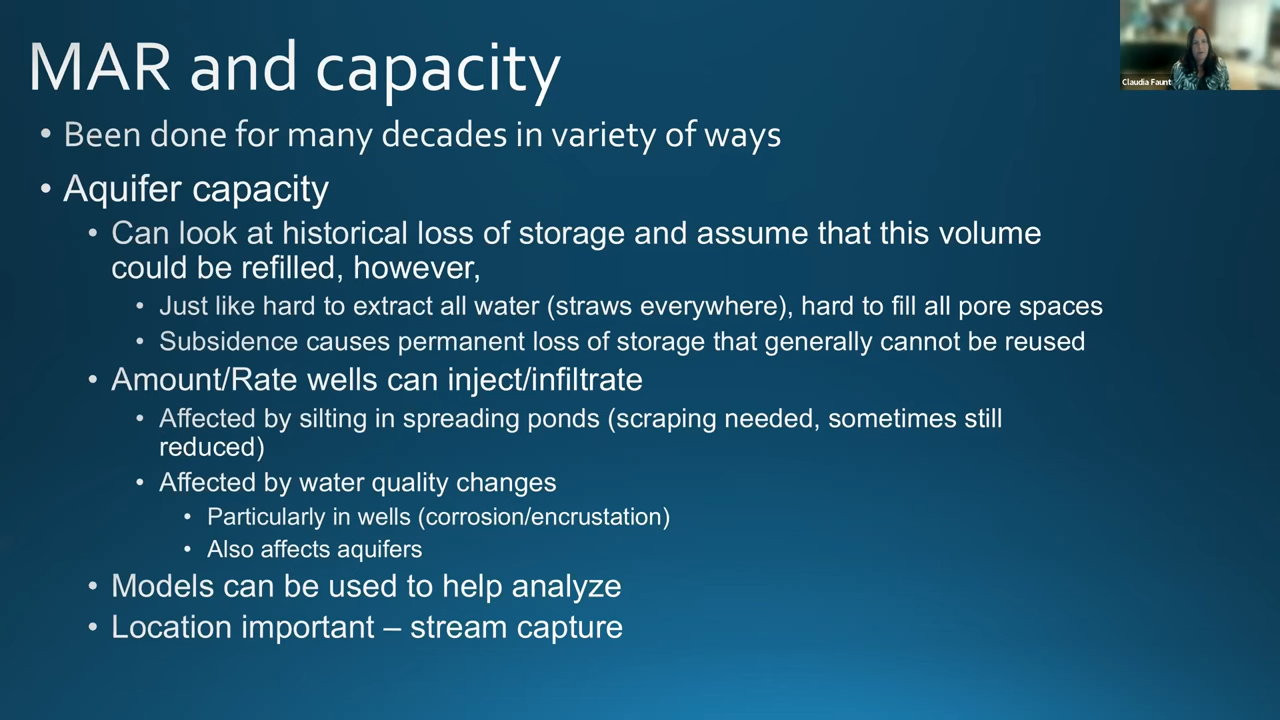 MAR and capacity
Claudia Faunt
• Been done for many decades in variety of ways
• Aquifer capacity
• Can look at historical loss of storage and assume that this volume
could be refilled, however,
• Just like hard to extract all water (straws everywhere), hard to fill all pore spaces
• Subsidence causes permanent loss of storage that generally cannot be reused
• Amount/Rate wells can inject/infiltrate
• Affected by silting in spreading ponds (scraping needed, sometimes still
reduced)
• Affected by water quality changes
• Particularly in wells (corrosion/encrustation)
• Also affects aquifers
• Models can be used to help analyze
• Location important – stream capture